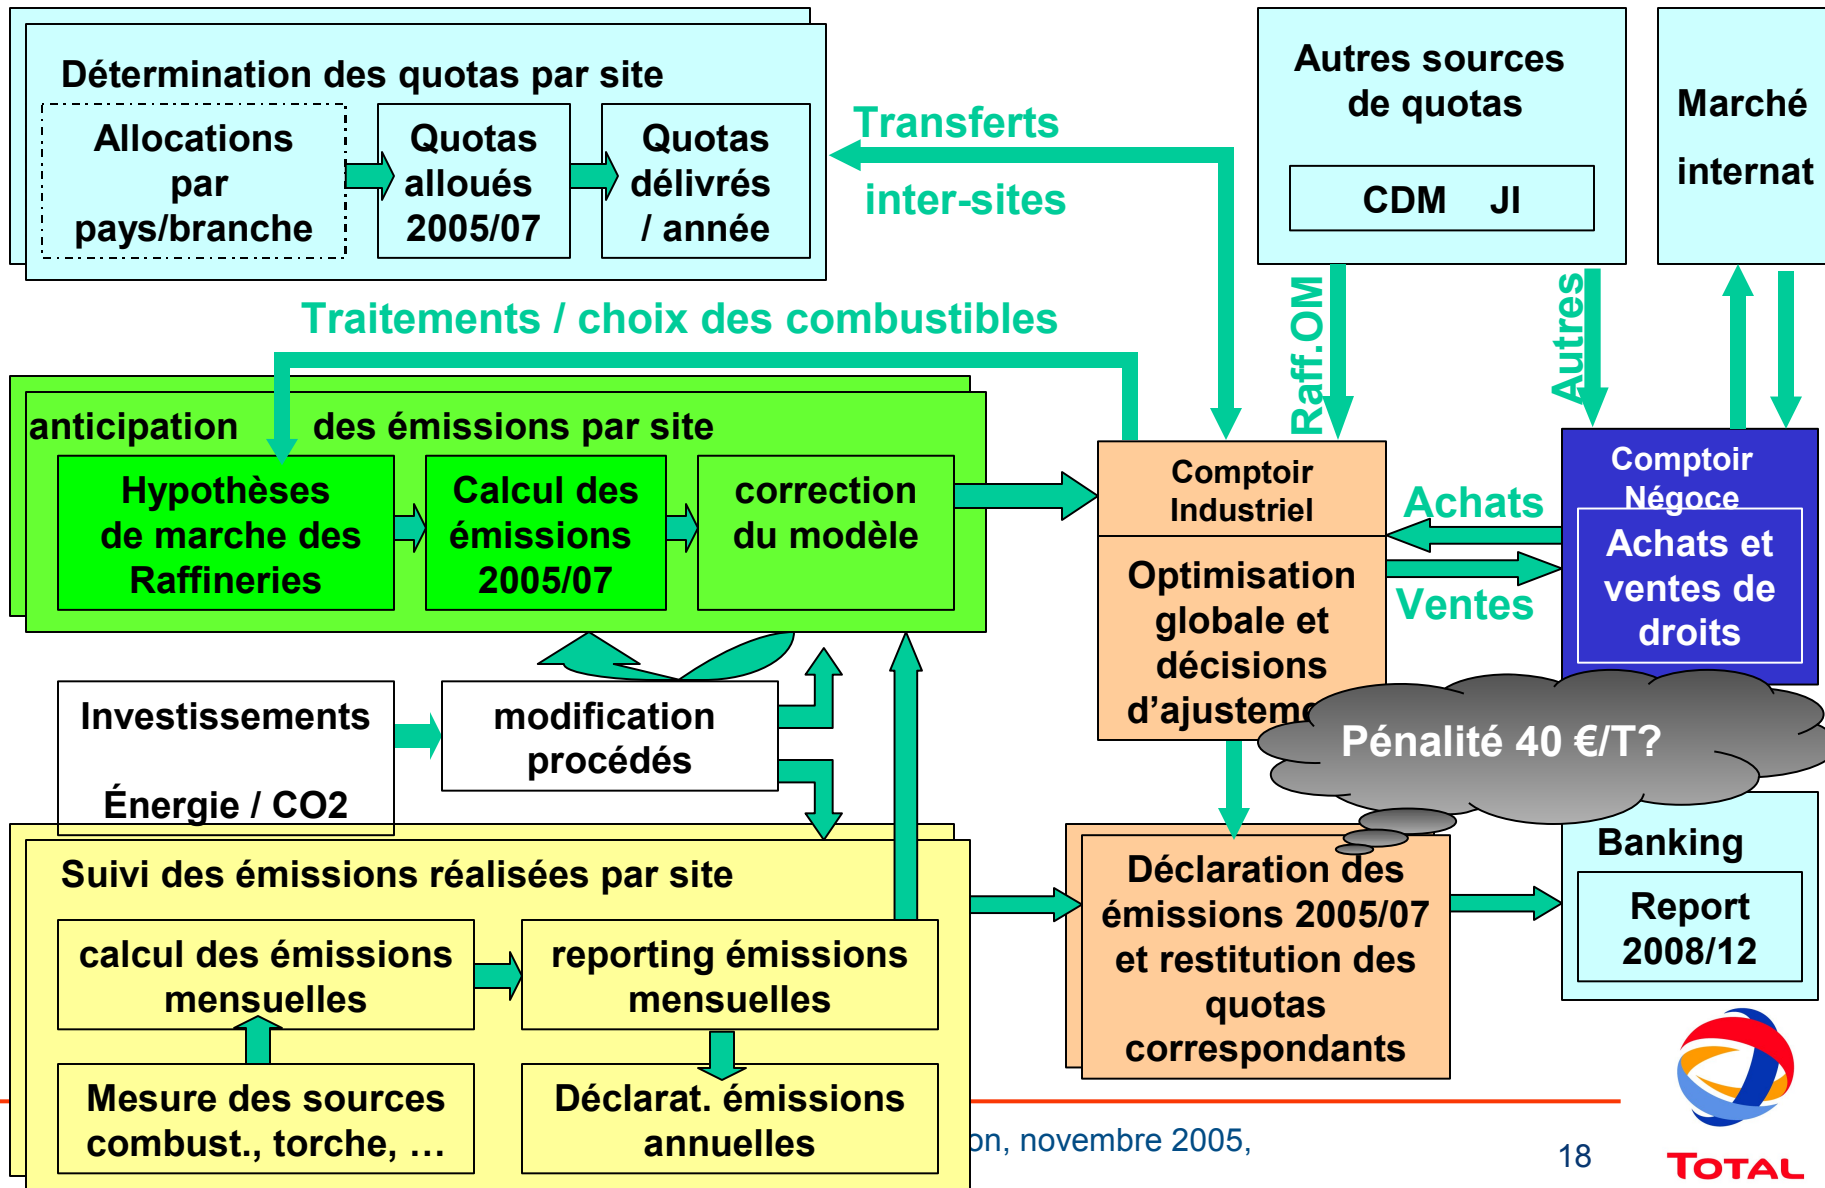 Détermination des quotas par site
Allocations
par
pays/branche
Quotas
alloués
2005/07
Quotas
délivrés
/ année
Transferts
inter-sites
Autres sources
de quotas
CDM JI
Marché
internat
Raff.OM
Autres
Traitements / choix des combustibles
anticipation des émissions par site
Hypothèses
de marche des
Raffineries
Calcul des
émissions
2005/07
correction
du modèle
Comptoir
Industriel
Optimisation
globale et
décisions
d'ajusteme
Achats
Ventes
Comptoir
Négoce
Achats et
ventes de
droits
Pénalité 40 €/T?
Investissements
Énergie / CO2
modification
procédés
Suivi des émissions réalisées par site
calcul des émissions
mensuelles
reporting émissions
mensuelles
Mesure des sources
combust., torche, …
Déclarat. émissions
annuelles
Déclaration des
émissions 2005/07
et restitution des
quotas
correspondants
Banking
Report
2008/12
on, novembre 2005,
18
TOTAL